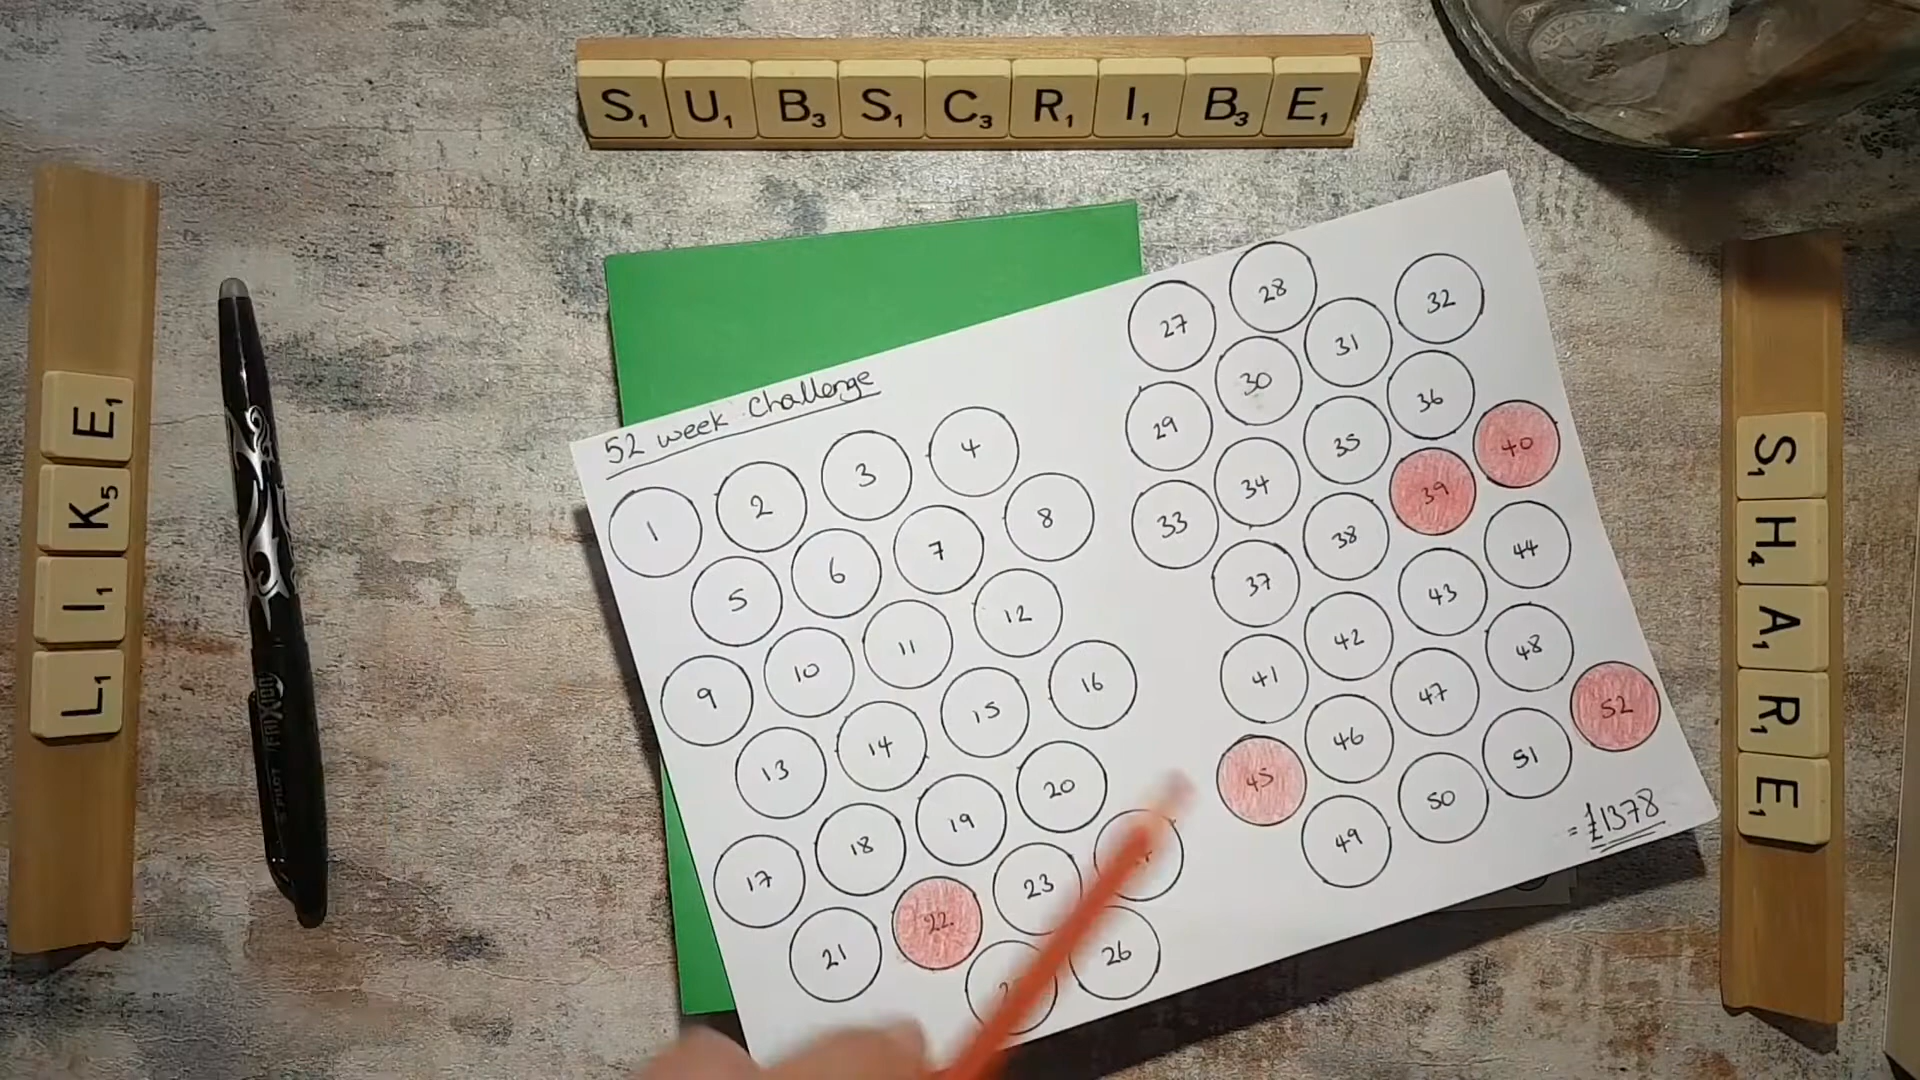 SUBSCRIBE
LIKE
SHARE
PILOT FRIXION
52 week Challenge
1 2 3 4
5 6 7 8
9 10 11 12
13 14 15 16
17 18 19 20
21 22 23
26
27 28
29 30 31 32
33 34 35 36
37 38 39 40
41 42 43 44
45 46 47 48
49 50 51 52
= £1378